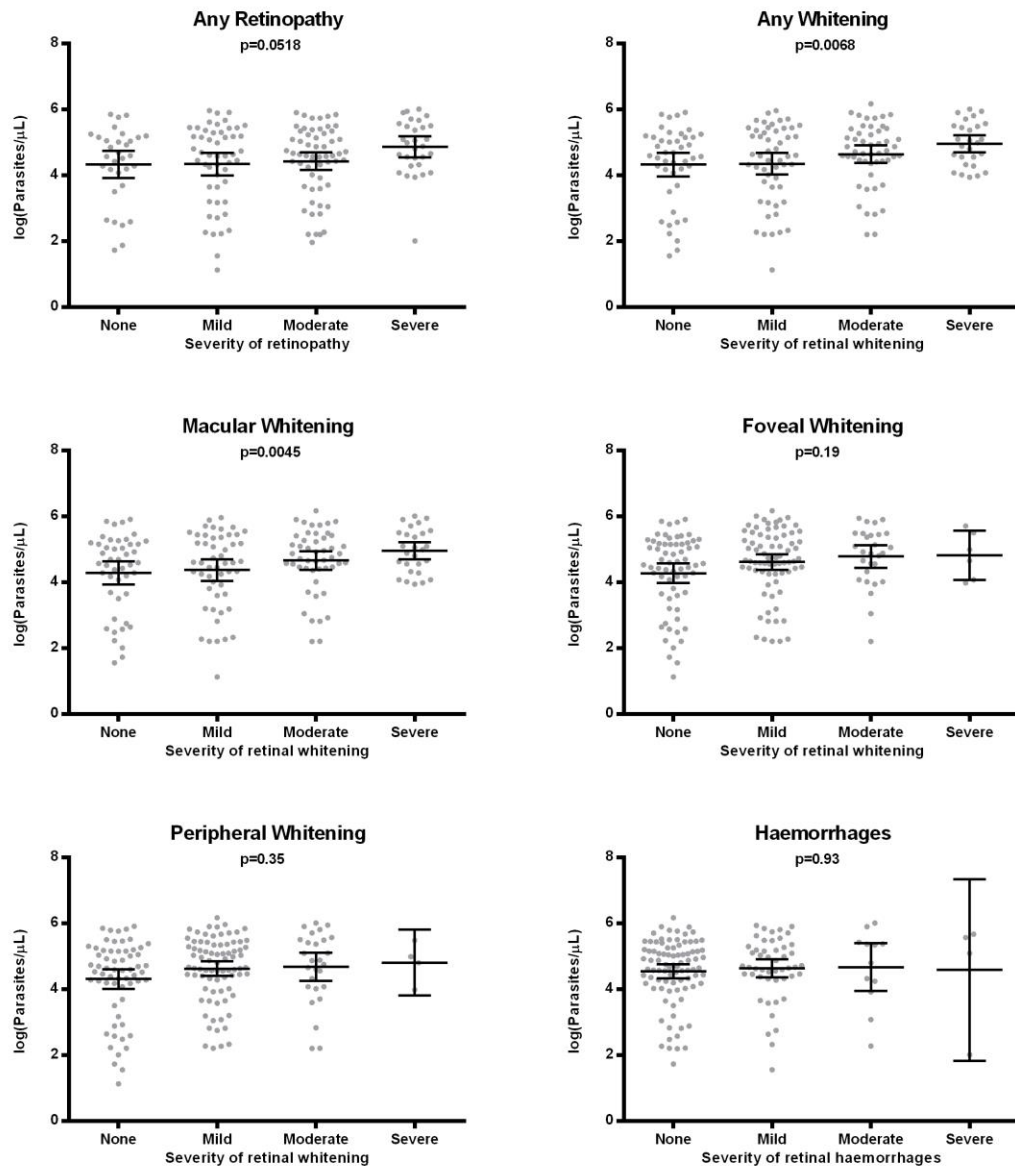 Any Retinopathy
p=0.0518
8
6
4
2
0
log(Parasites/µL)
None Mild Moderate Severe
Severity of retinopathy
Any Whitening
p=0.0068
8
6
4
2
0
log(Parasites/µL)
None Mild Moderate Severe
Severity of retinal whitening
Macular Whitening
p=0.0045
8
6
4
2
0
log(Parasites/µL)
None Mild Moderate Severe
Severity of retinal whitening
Foveal Whitening
p=0.19
8
6
4
2
0
log(Parasites/µL)
None Mild Moderate Severe
Severity of retinal whitening
Peripheral Whitening
p=0.35
8
6
4
2
0
log(Parasites/µL)
None Mild Moderate Severe
Severity of retinal whitening
Haemorrhages
p=0.93
8
6
4
2
0
log(Parasites/µL)
None Mild Moderate Severe
Severity of retinal haemorrhages